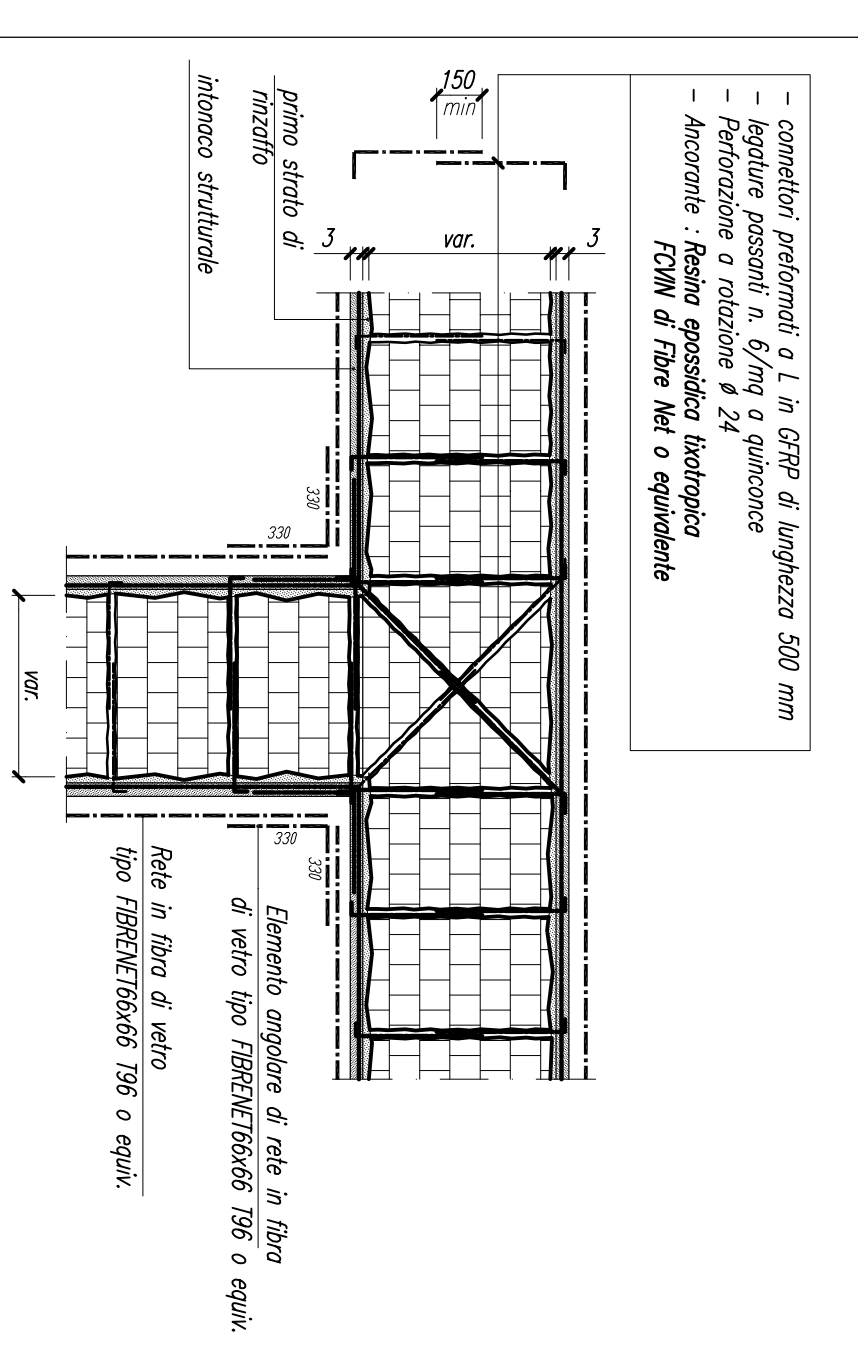 - connettori preformati a L in GFRP di lunghezza 500 mm
- legature passanti n. 6/mq a quinconce
- Perforazione a rotazione ø 24
- Ancorante : Resina epossidica tixotropica
FCVIN di Fibre Net o equivalente
150
min
3
var.
3
primo strato di
rinzaffo
intonaco strutturale
330
330
330
330
var.
Elemento angolare di rete in fibra
di vetro tipo FIBRENET66x66 T96 o equiv.
Rete in fibra di vetro
tipo FIBRENET66x66 T96 o equiv.